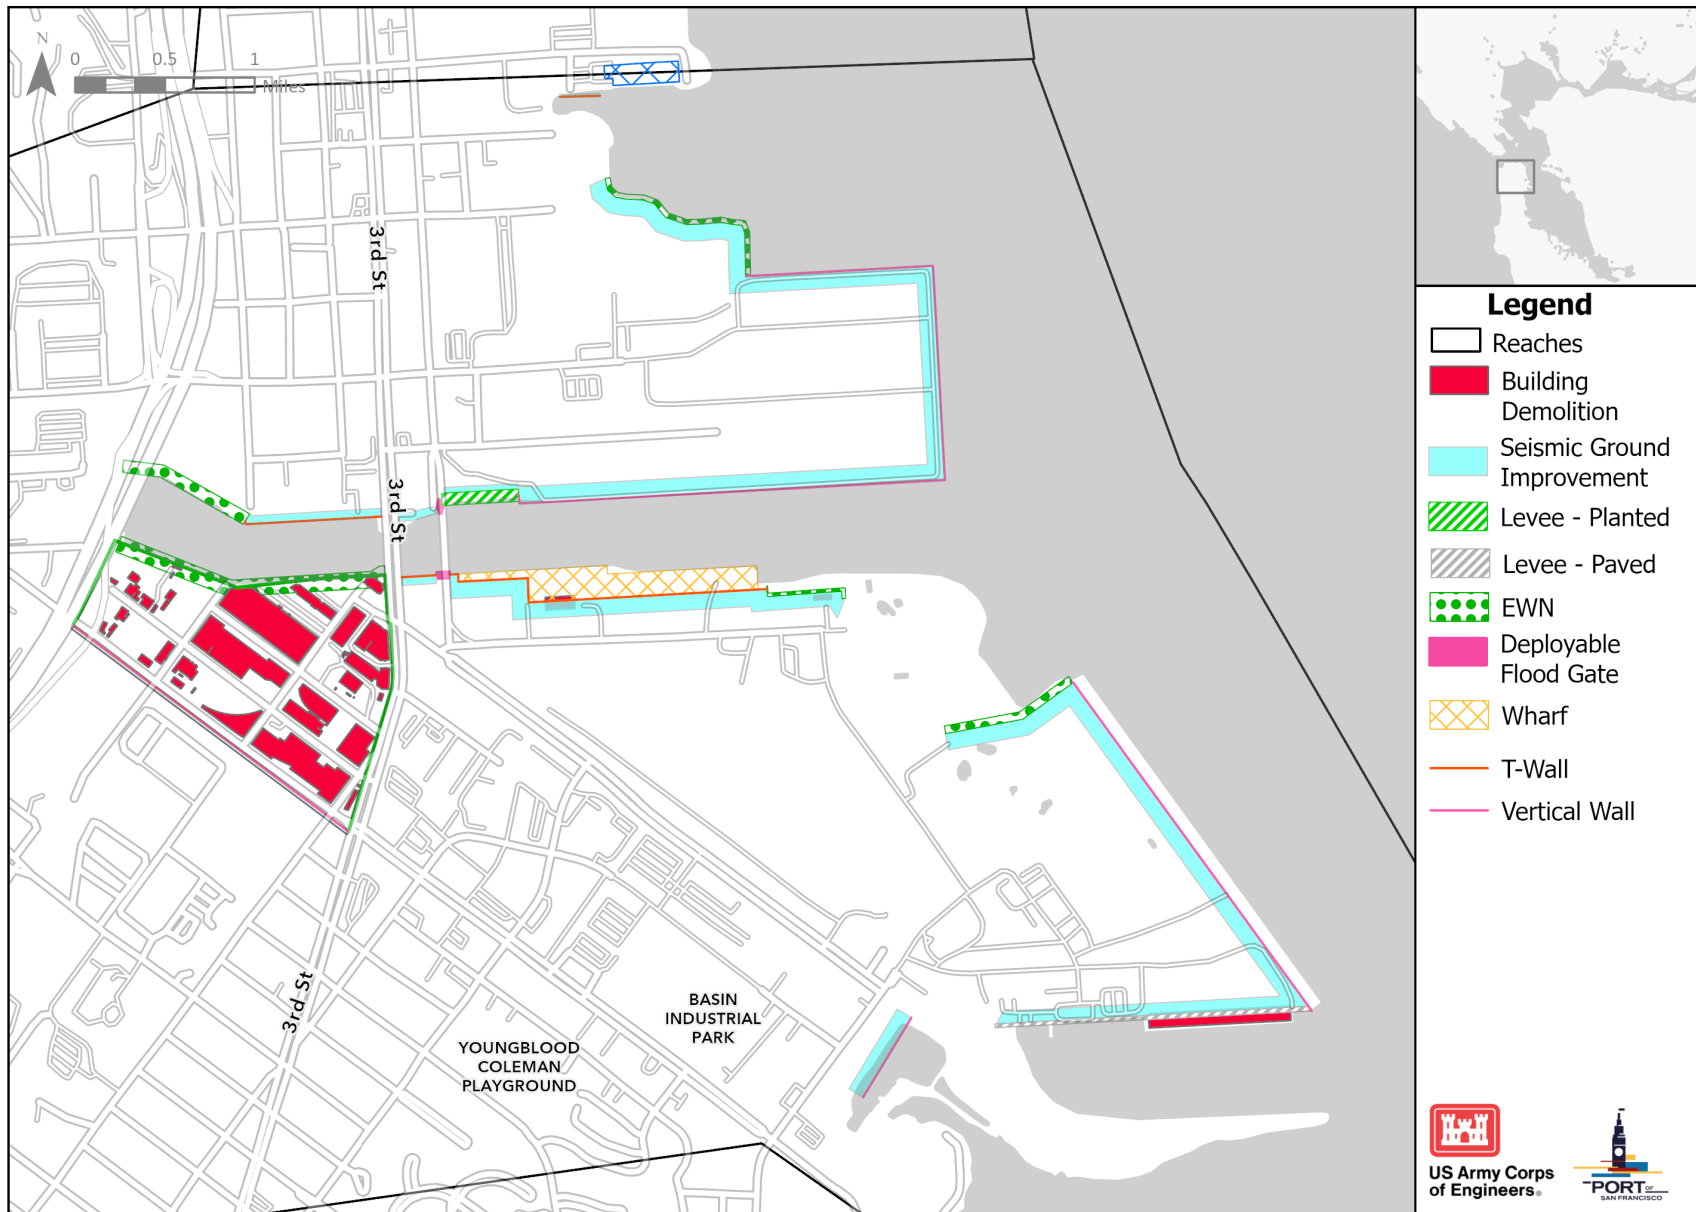 N
0 0.5 1
Miles
3rd St
3rd St
3rd St
BASIN
INDUSTRIAL
PARK
YOUNGBLOOD
COLEMAN
PLAYGROUND
Legend
Reaches
Building
Demolition
Seismic Ground
Improvement
Levee - Planted
Levee - Paved
EWN
Deployable
Flood Gate
Wharf
T-Wall
Vertical Wall
US Army Corps
of Engineers®
PORT OF
SAN FRANCISCO